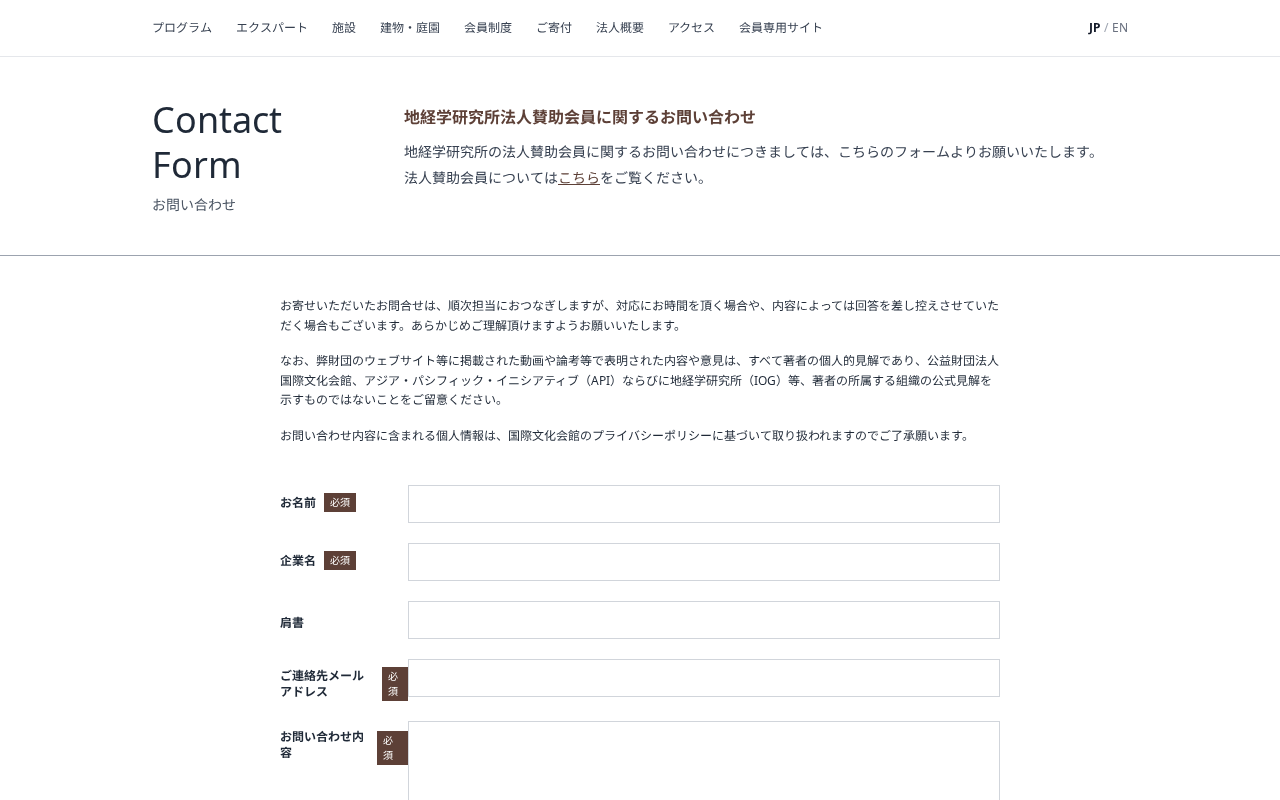 プログラム エクスパート 施設 建物・庭園 会員制度 ご寄付 法人概要 アクセス 会員専用サイト JP / EN
Contact
Form
お問い合わせ
地経学研究所法人賛助会員に関するお問い合わせ
地経学研究所の法人賛助会員に関するお問い合わせにつきましては、こちらのフォームよりお願いいたします。
法人賛助会員についてはこちらをご覧ください。
お寄せいただいたお問合せは、順次担当におつなぎしますが、対応にお時間を頂く場合や、内容によっては回答を差し控えさせていた
だく場合もございます。あらかじめご理解頂けますようお願いいたします。
なお、弊財団のウェブサイト等に掲載された動画や論考等で表明された内容や意見は、すべて著者の個人的見解であり、公益財団法人
国際文化会館、アジア・パシフィック・イニシアティブ（API）ならびに地経学研究所（IOG）等、著者の所属する組織の公式見解を
示すものではないことをご留意ください。
お問い合わせ内容に含まれる個人情報は、国際文化会館のプライバシーポリシーに基づいて取り扱われますのでご了承願います。
お名前 必須
企業名 必須
肩書
ご連絡先メール
アドレス
必
須
お問い合わせ内
容
必
須